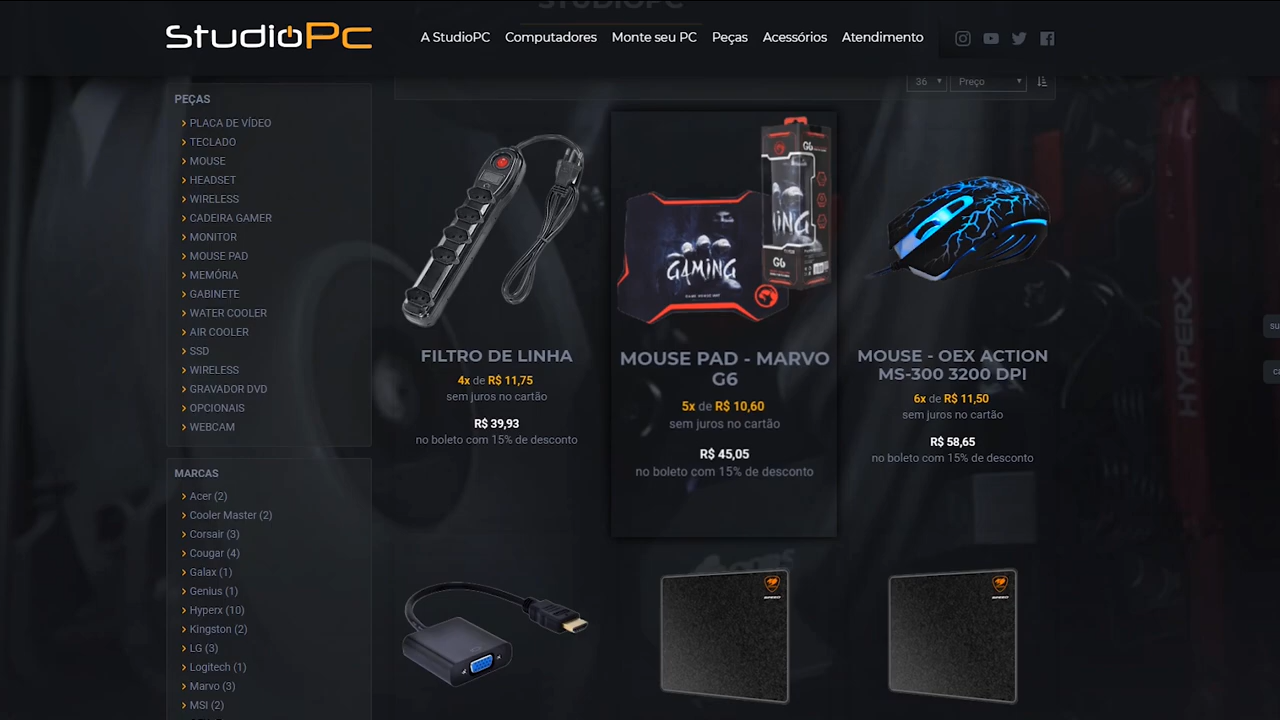 STUDIOPC
StudioPc
A StudioPC
Computadores
Monte seu PC
Peças
Acessórios
Atendimento
36
Preço
PEÇAS
PLACA DE VÍDEO
TECLADO
MOUSE
HEADSET
WIRELESS
CADEIRA GAMER
MONITOR
MOUSE PAD
MEMÓRIA
GABINETE
WATER COOLER
AIR COOLER
SSD
WIRELESS
GRAVADOR DVD
OPCIONAIS
WEBCAM
MARCAS
Acer (2)
Cooler Master (2)
Corsair (3)
Cougar (4)
Galax (1)
Genius (1)
Hyperx (10)
Kingston (2)
LG (3)
Logitech (1)
Marvo (3)
MSI (2)
FILTRO DE LINHA
4x de R$ 11,75
sem juros no cartão
R$ 39,93
no boleto com 15% de desconto
G6
GAMING
G6
MOUSE PAD - MARVO
G6
5x de R$ 10,60
sem juros no cartão
R$ 45,05
no boleto com 15% de desconto
MOUSE - OEX ACTION
MS-300 3200 DPI
6x de R$ 11,50
sem juros no cartão
R$ 58,65
no boleto com 15% de desconto
HYPERX
su
ca
SPEED
SPEED